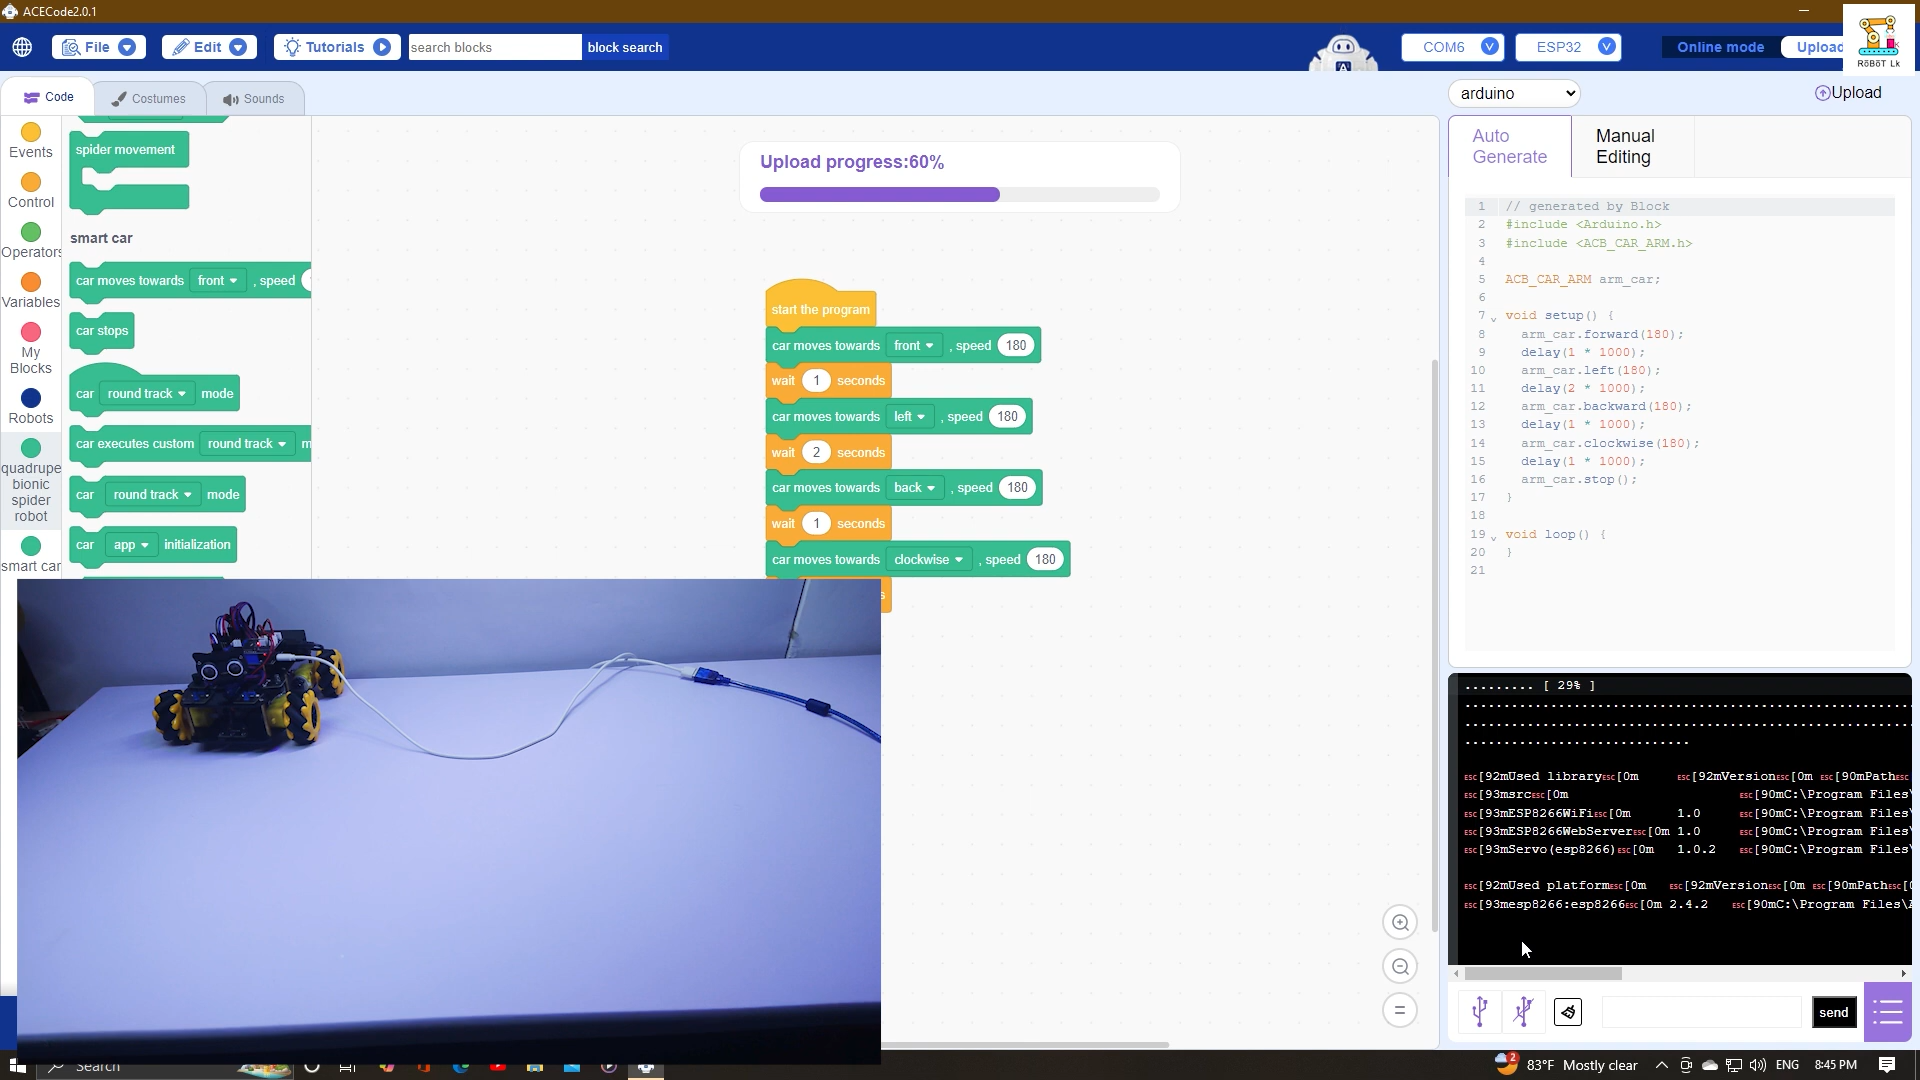 ACECode2.0.1
File
Edit
Tutorials
search blocks
block search
COM6
ESP32
Online mode
Upload
RōBōT Lk
Code
Costumes
Sounds
arduino
Upload
Events
Control
Operators
Variables
My
Blocks
Robots
quadrupe
bionic
spider
robot
smart car
spider movement
smart car
car moves towards front , speed
car stops
car round track mode
car executes custom round track m
car round track mode
car app initialization
Upload progress:60%
start the program
car moves towards front , speed 180
wait 1 seconds
car moves towards left , speed 180
wait 2 seconds
car moves towards back , speed 180
wait 1 seconds
car moves towards clockwise , speed 180
s
Auto
Generate
Manual
Editing
1 // generated by Block
2 #include <Arduino.h>
3 #include <ACB_CAR_ARM.h>
4
5 ACB_CAR_ARM arm_car;
6
7 void setup() {
8 arm_car.forward(180);
9 delay(1 * 1000);
10 arm_car.left(180);
11 delay(2 * 1000);
12 arm_car.backward(180);
13 delay(1 * 1000);
14 arm_car.clockwise(180);
15 delay(1 * 1000);
16 arm_car.stop();
17 }
18
19 void loop() {
20 }
21
......... [ 29% ]
ESC[92mUsed libraryESC[0m ESC[92mVersionESC[0m ESC[90mPathESC
ESC[93msrcESC[0m ESC[90mC:\Program Files\
ESC[93mESP8266WiFiESC[0m 1.0 ESC[90mC:\Program Files\
ESC[93mESP8266WebServerESC[0m 1.0 ESC[90mC:\Program Files\
ESC[93mServo(esp8266)ESC[0m 1.0.2 ESC[90mC:\Program Files\
ESC[92mUsed platformESC[0m ESC[92mVersionESC[0m ESC[90mPathESC[0
ESC[93mesp8266:esp8266ESC[0m 2.4.2 ESC[90mC:\Program Files\A
send
Search
2
83°F Mostly clear
ENG
8:45 PM